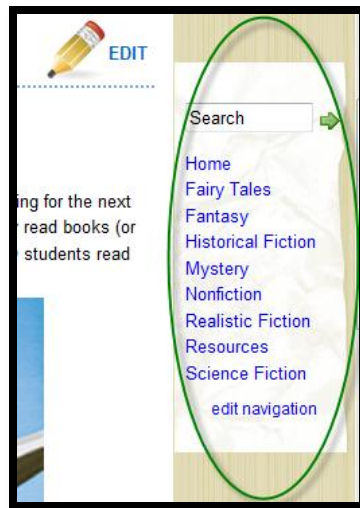 EDIT
ing for the next
read books (or
students read
Search
Home
Fairy Tales
Fantasy
Historical Fiction
Mystery
Nonfiction
Realistic Fiction
Resources
Science Fiction
edit navigation